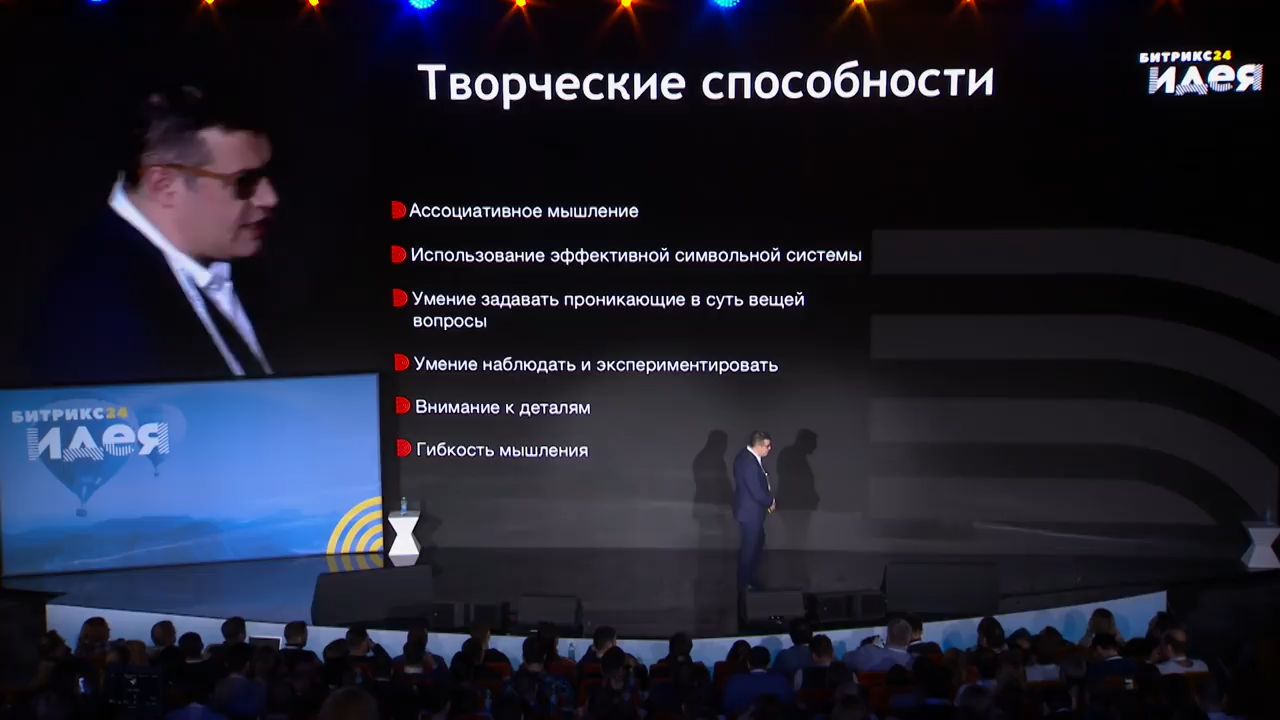 Творческие способности
БИТРИКС24
идея
Ассоциативное мышление
Использование эффективной символьной системы
Умение задавать проникающие в суть вещей
вопросы
Умение наблюдать и экспериментировать
Внимание к деталям
Гибкость мышления
БИТРИКС24
идея